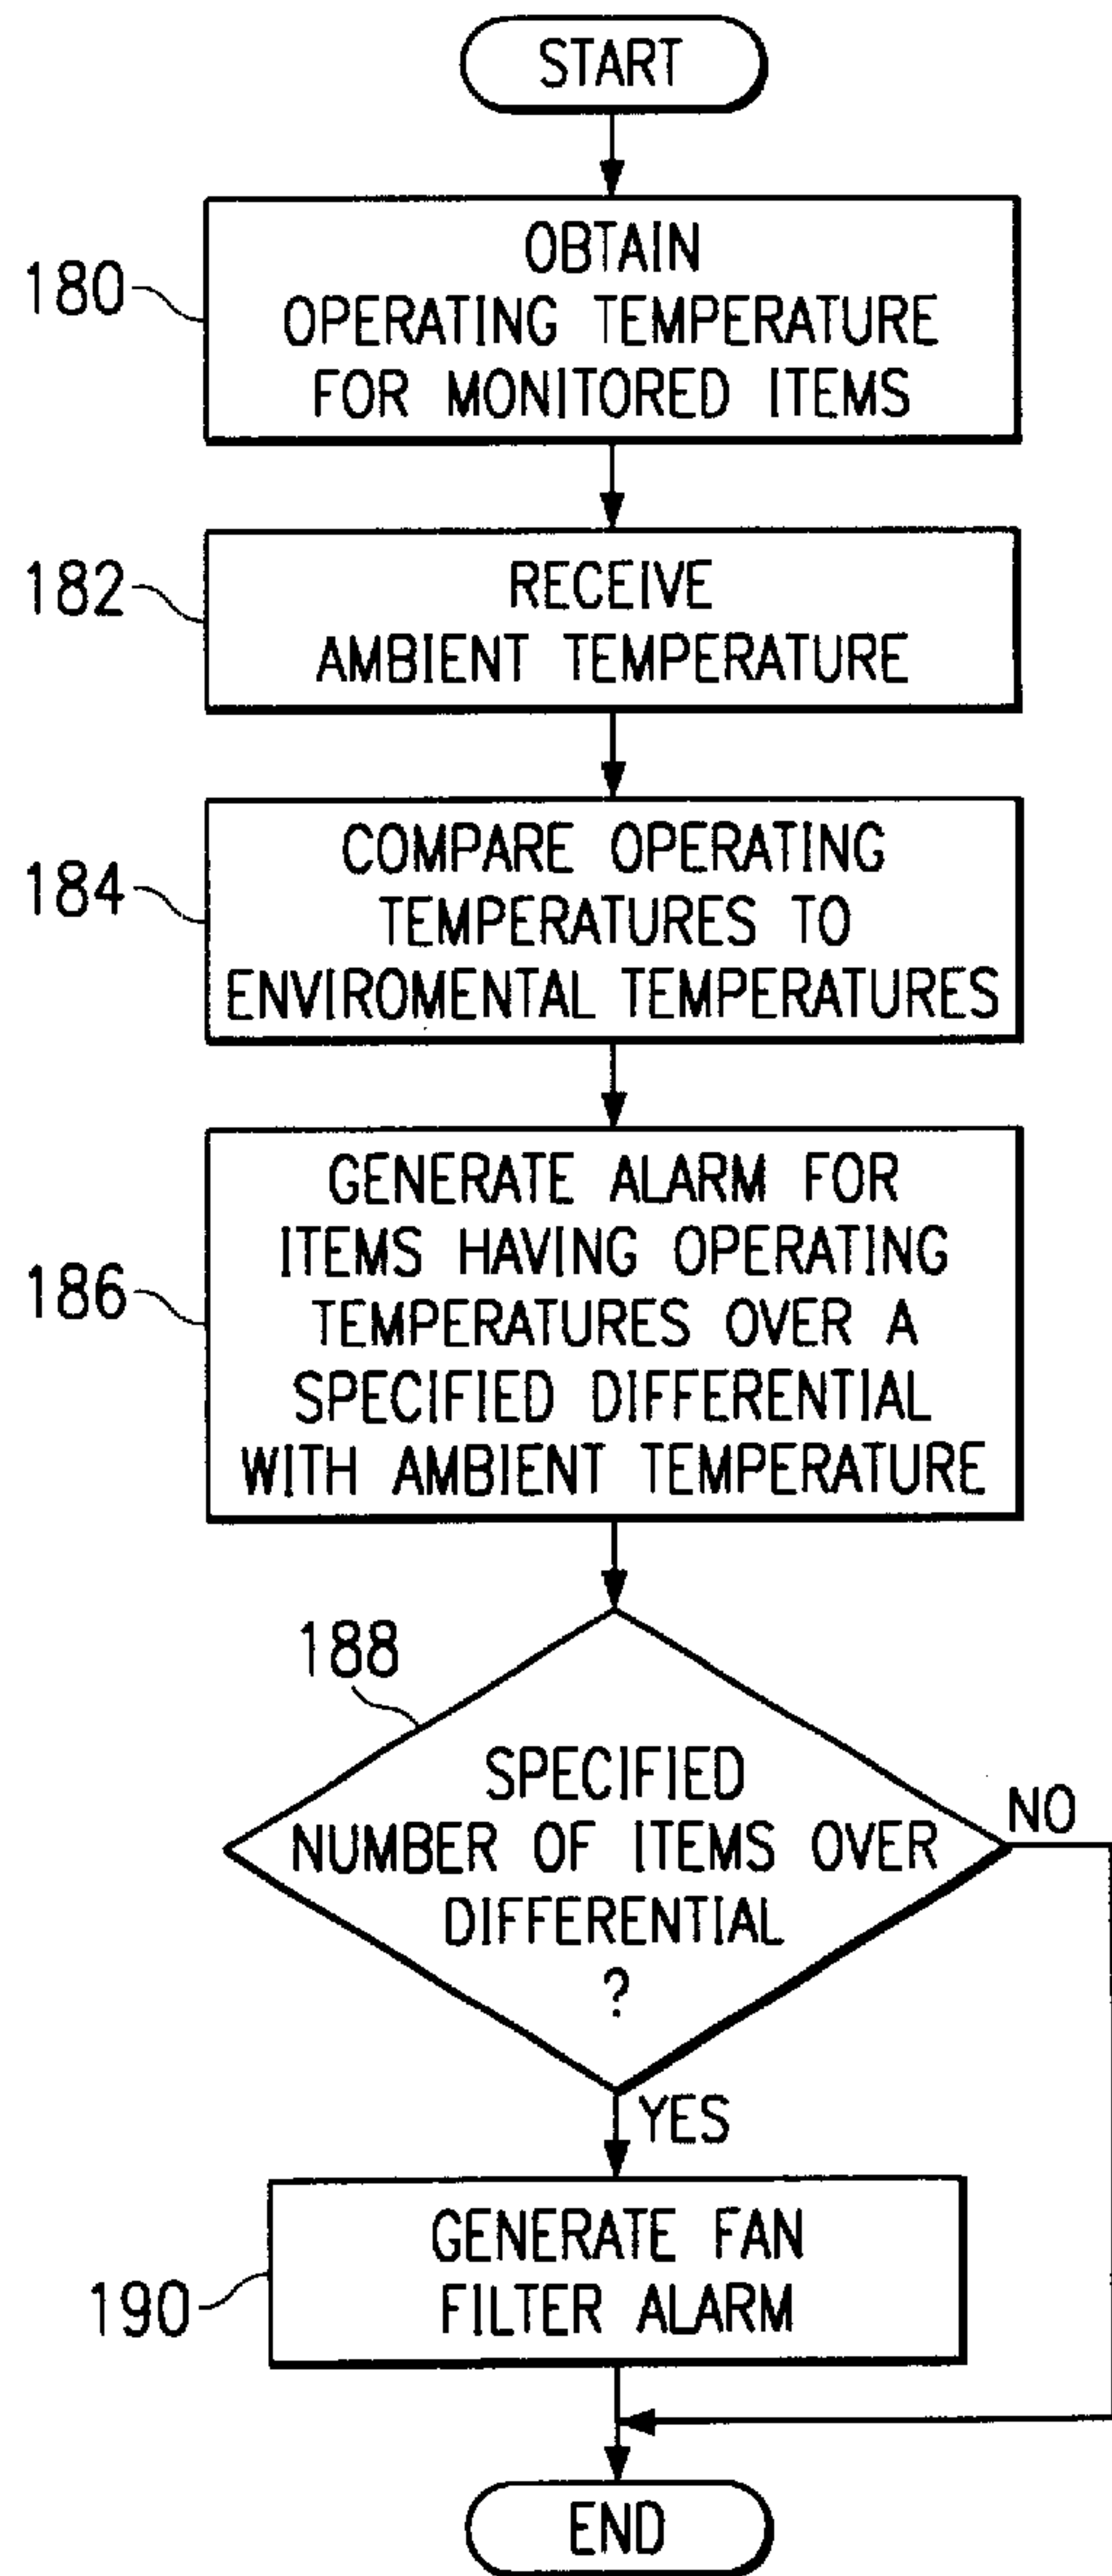 START
180
OBTAIN
OPERATING TEMPERATURE
FOR MONITORED ITEMS
182
RECEIVE
AMBIENT TEMPERATURE
184
COMPARE OPERATING
TEMPERATURES TO
ENVIROMENTAL TEMPERATURES
186
GENERATE ALARM FOR
ITEMS HAVING OPERATING
TEMPERATURES OVER A
SPECIFIED DIFFERENTIAL
WITH AMBIENT TEMPERATURE
188
SPECIFIED
NUMBER OF ITEMS OVER
DIFFERENTIAL
?
NO
YES
190
GENERATE FAN
FILTER ALARM
END